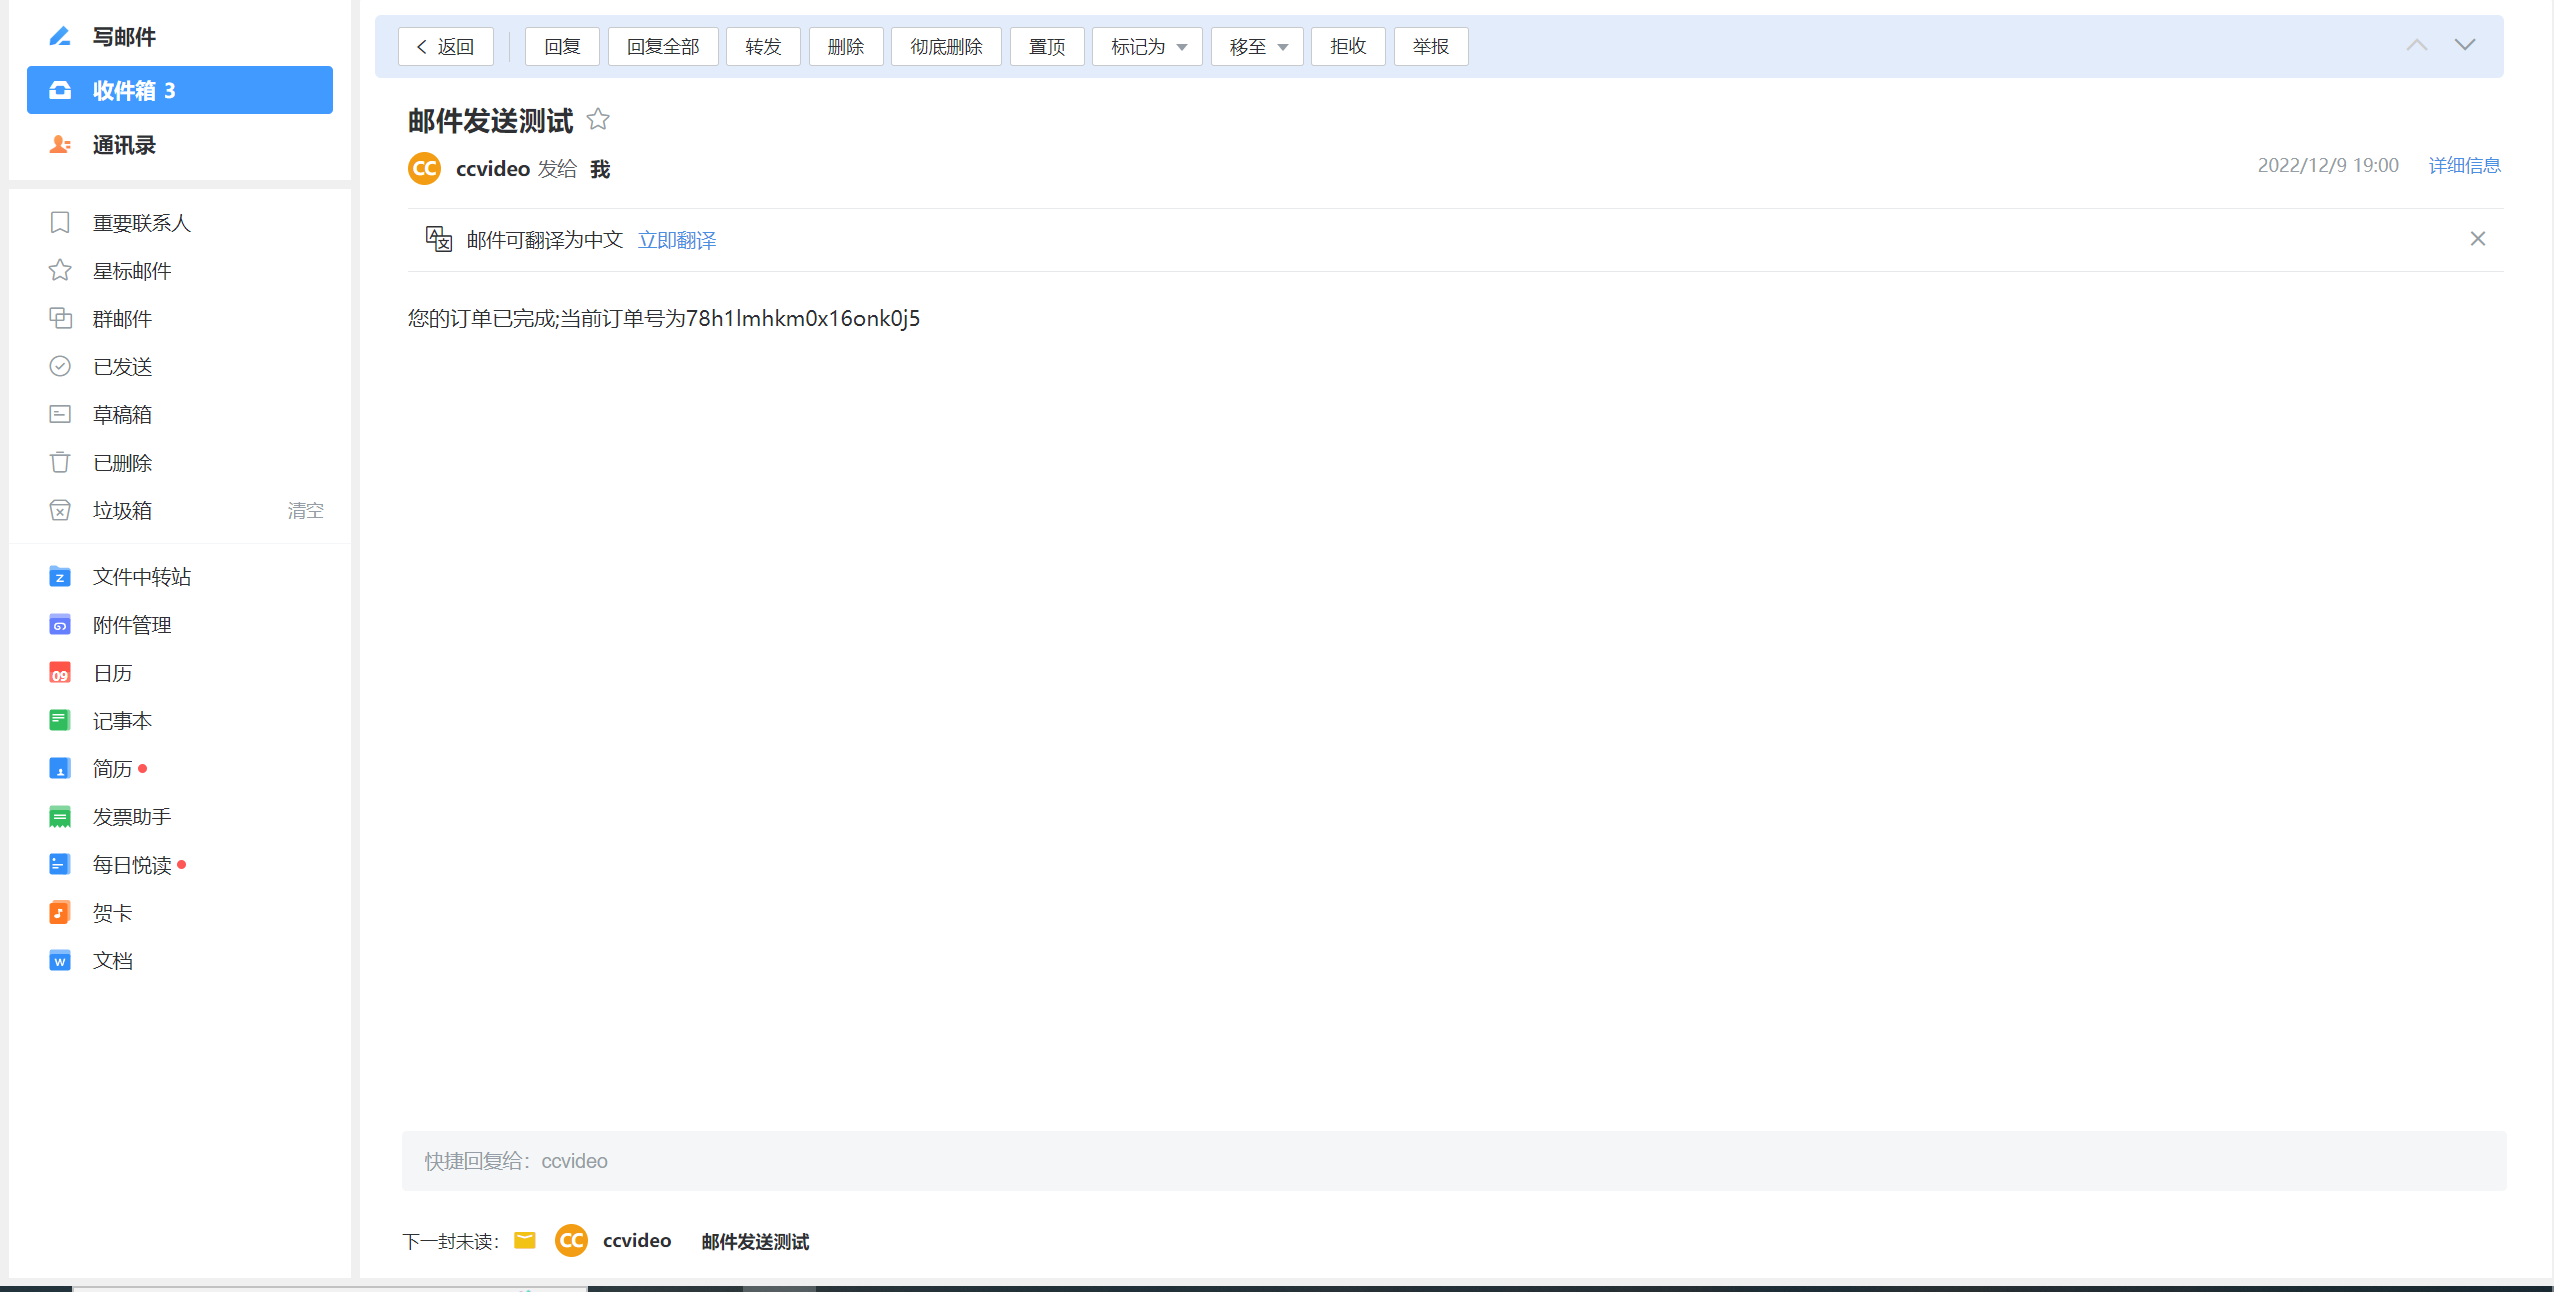 写邮件
收件箱 3
通讯录
重要联系人
星标邮件
群邮件
已发送
草稿箱
已删除
垃圾箱 清空
文件中转站
附件管理
09 日历
记事本
简历
发票助手
每日悦读
贺卡
文档
返回 回复 回复全部 转发 删除 彻底删除 置顶 标记为 移至 拒收 举报
邮件发送测试
CC ccvideo 发给 我 2022/12/9 19:00 详细信息
邮件可翻译为中文 立即翻译
您的订单已完成;当前订单号为78h1lmhkm0x16onk0j5
快捷回复给：ccvideo
下一封未读： CC ccvideo 邮件发送测试